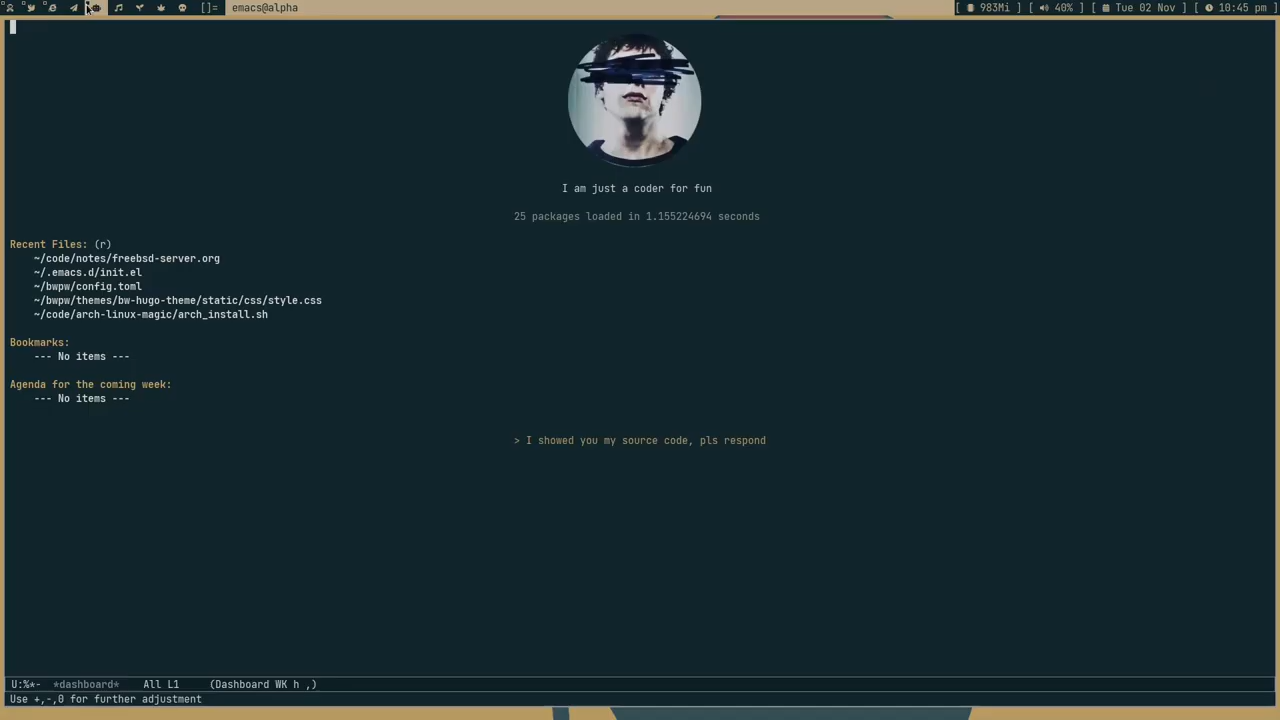 []= emacs@alpha [ 983Mi ] [ 40% ] [ Tue 02 Nov ] [ 10:45 pm ]
I am just a coder for fun
25 packages loaded in 1.155224694 seconds
Recent Files: (r)
~/code/notes/freebsd-server.org
~/.emacs.d/init.el
~/bwpw/config.toml
~/bwpw/themes/bw-hugo-theme/static/css/style.css
~/code/arch-linux-magic/arch_install.sh
Bookmarks:
--- No items ---
Agenda for the coming week:
--- No items ---
> I showed you my source code, pls respond
U:%*- *dashboard* All L1 (Dashboard WK h ,)
Use +,-,0 for further adjustment